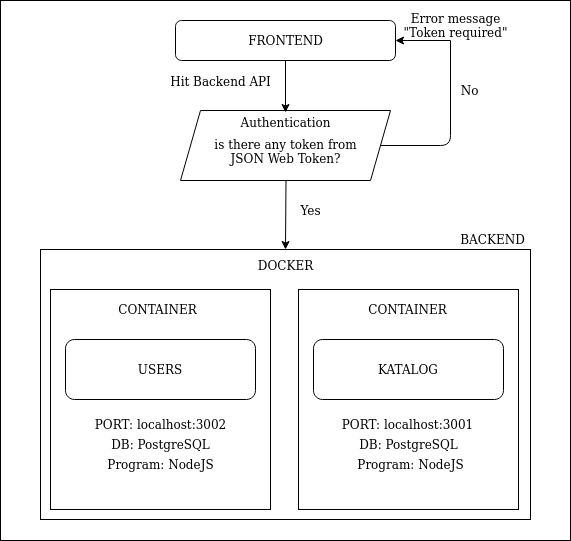 Error message
"Token required"
FRONTEND
Hit Backend API
No
Authentication
is there any token from
JSON Web Token?
Yes
BACKEND
DOCKER
CONTAINER
USERS
PORT: localhost:3002
DB: PostgreSQL
Program: NodeJS
CONTAINER
KATALOG
PORT: localhost:3001
DB: PostgreSQL
Program: NodeJS